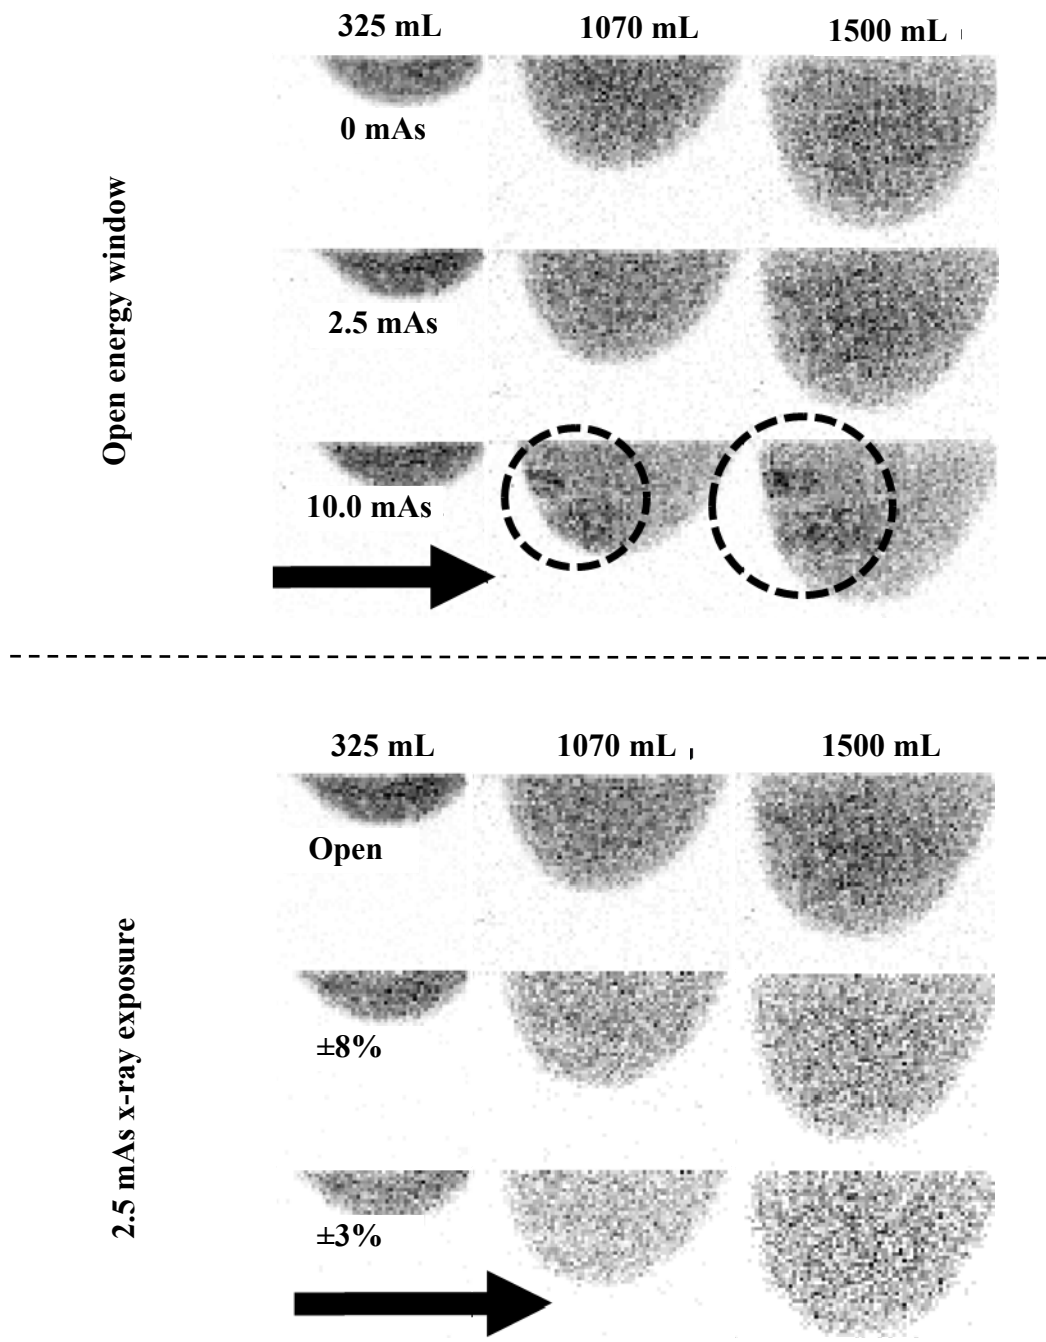 325 mL 1070 mL 1500 mL
0 mAs
Open energy window
2.5 mAs
10.0 mAs
325 mL 1070 mL 1500 mL
Open
2.5 mAs x-ray exposure
±8%
±3%